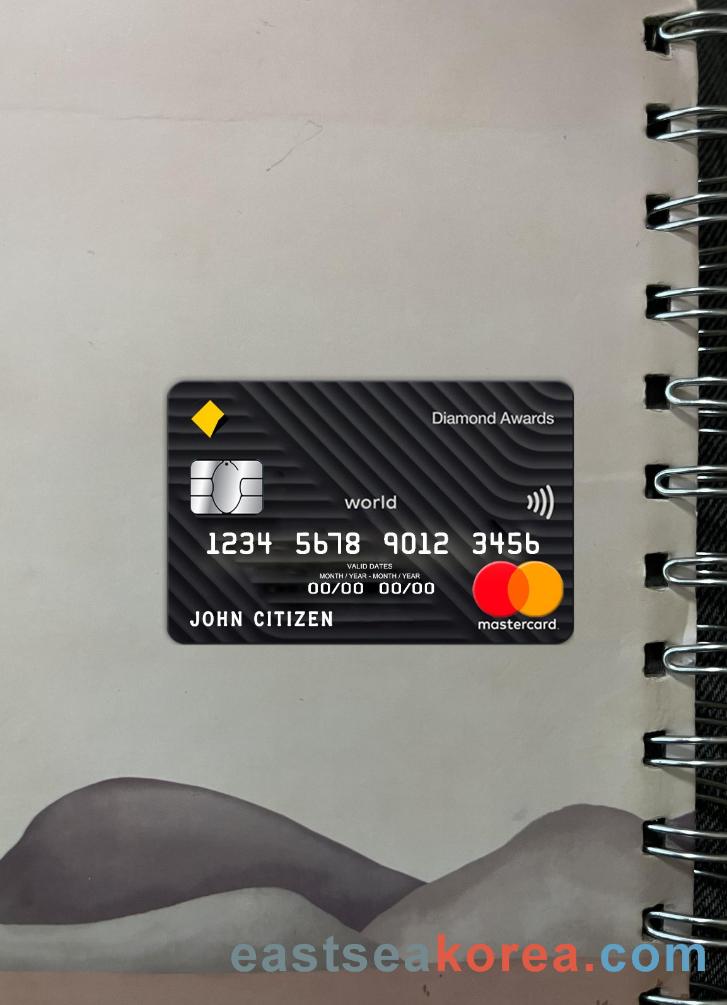 Diamond Awards
world
1234 5678 9012 3456
VALID DATES
MONTH / YEAR - MONTH / YEAR
00/00 00/00
JOHN CITIZEN
mastercard
eastseakorea.com